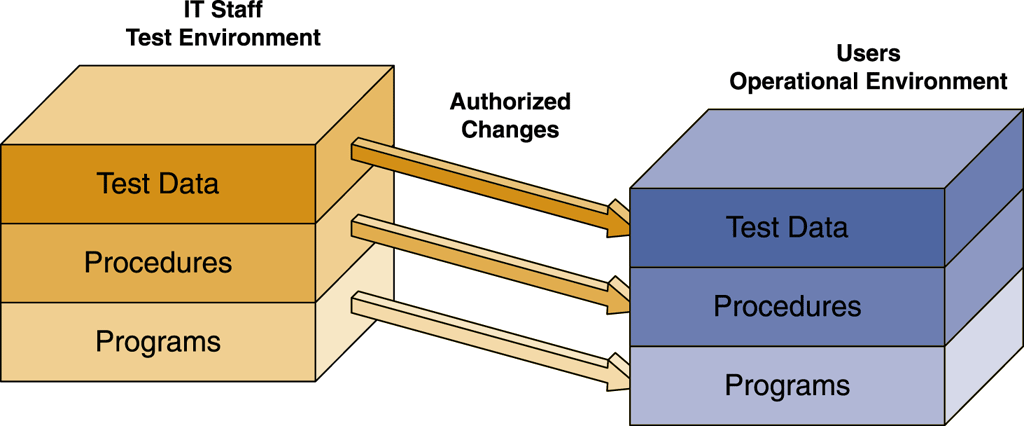 IT Staff
Test Environment
Users
Operational Environment
Authorized
Changes
Test Data
Procedures
Programs
Test Data
Procedures
Programs